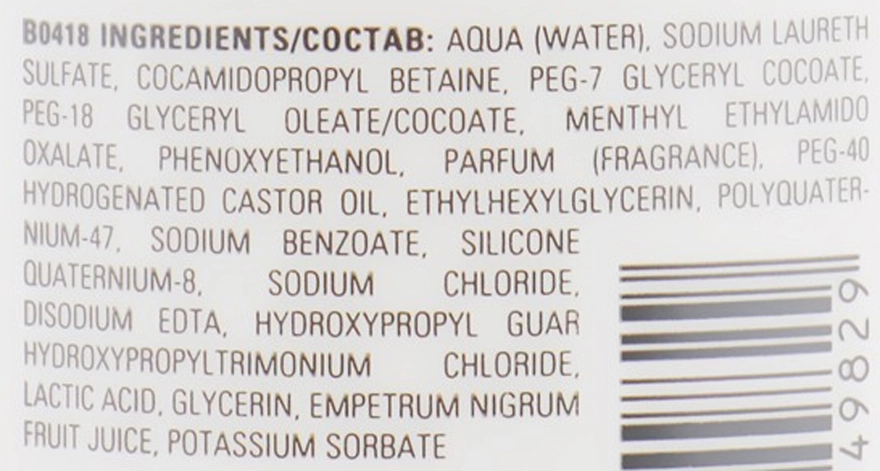 B0418 INGREDIENTS/СОСТАВ: AQUA (WATER), SODIUM LAURETH
SULFATE, COCAMIDOPROPYL BETAINE, PEG-7 GLYCERYL COCOATE,
PEG-18 GLYCERYL OLEATE/COCOATE, MENTHYL ETHYLAMIDO
OXALATE, PHENOXYETHANOL, PARFUM (FRAGRANCE), PEG-40
HYDROGENATED CASTOR OIL, ETHYLHEXYLGLYCERIN, POLYQUATER-
NIUM-47, SODIUM BENZOATE, SILICONE
QUATERNIUM-8, SODIUM CHLORIDE,
DISODIUM EDTA, HYDROXYPROPYL GUAR
HYDROXYPROPYLTRIMONIUM CHLORIDE,
LACTIC ACID, GLYCERIN, EMPETRUM NIGRUM
FRUIT JUICE, POTASSIUM SORBATE
49829